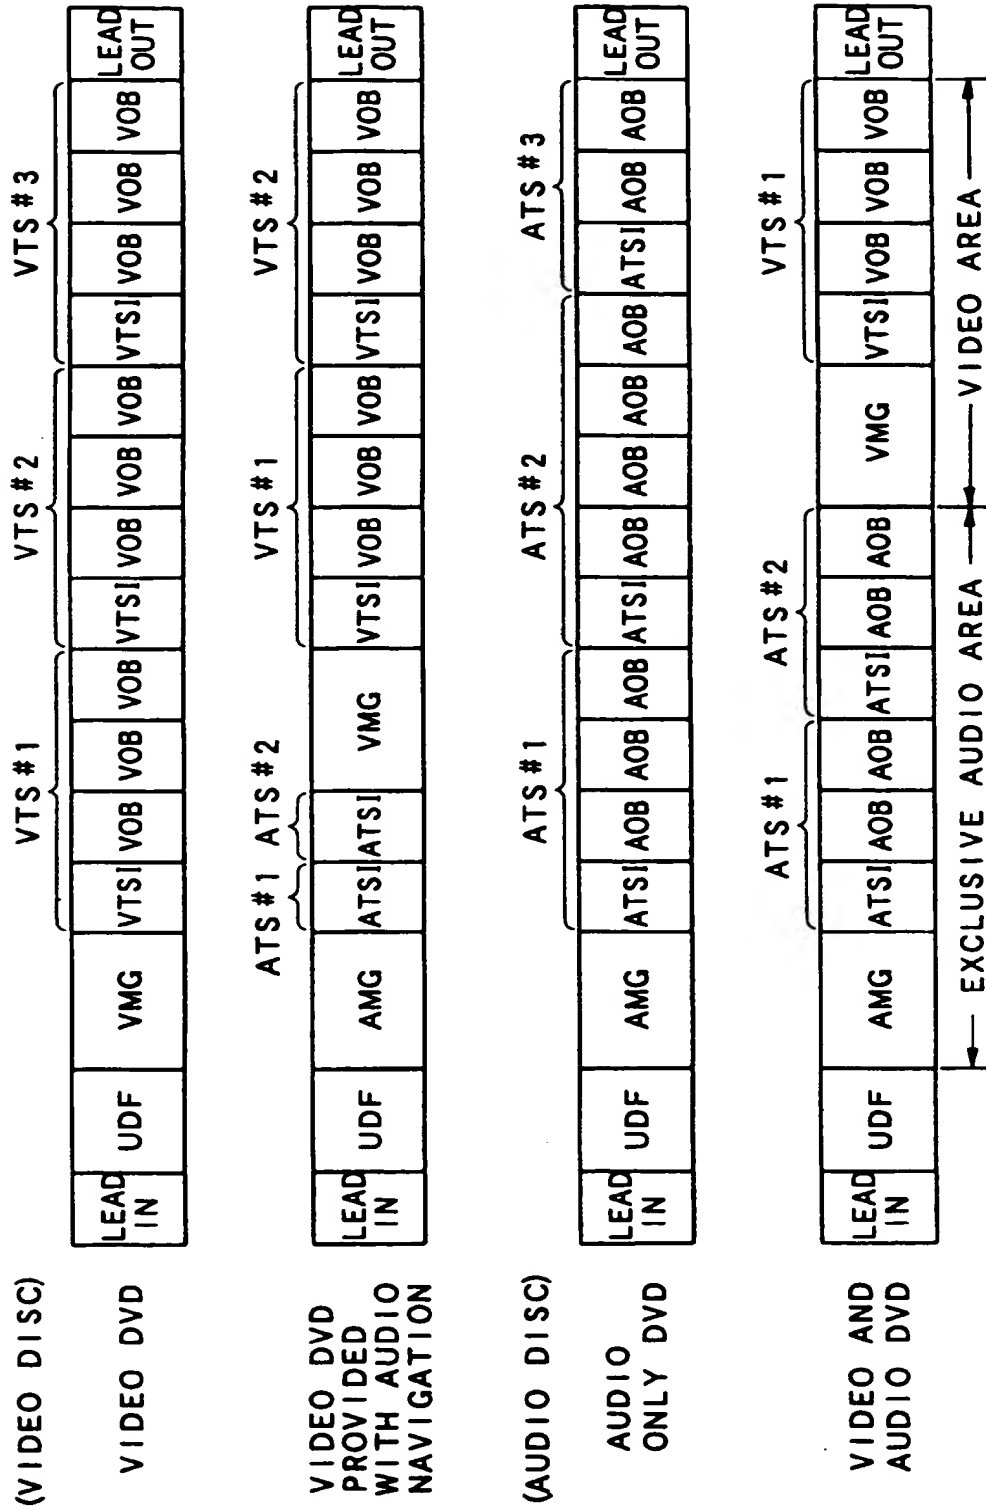 (VIDEO DISC)
VTS#1 VTS#2 VTS#3
VIDEO DVD
LEAD IN UDF VMG VTSI VOB VOB VOB VTSI VOB VOB VOB VTSI VOB VOB VOB LEAD OUT
ATS#1 ATS#2 VTS#1 VTS#2
VIDEO DVD
PROVIDED
WITH AUDIO
NAVIGATION
LEAD IN UDF AMG ATSI ATSI VMG VTSI VOB VOB VOB VTSI VOB VOB VOB LEAD OUT
(AUDIO DISC)
ATS#1 ATS#2 ATS#3
AUDIO
ONLY DVD
LEAD IN UDF AMG ATSI AOB AOB AOB ATSI AOB AOB AOB AOB ATSI AOB AOB LEAD OUT
ATS#1 ATS#2 VTS#1
VIDEO AND
AUDIO DVD
LEAD IN UDF AMG ATSI AOB AOB ATSI AOB AOB VMG VTSI VOB VOB VOB LEAD OUT
EXCLUSIVE AUDIO AREA VIDEO AREA